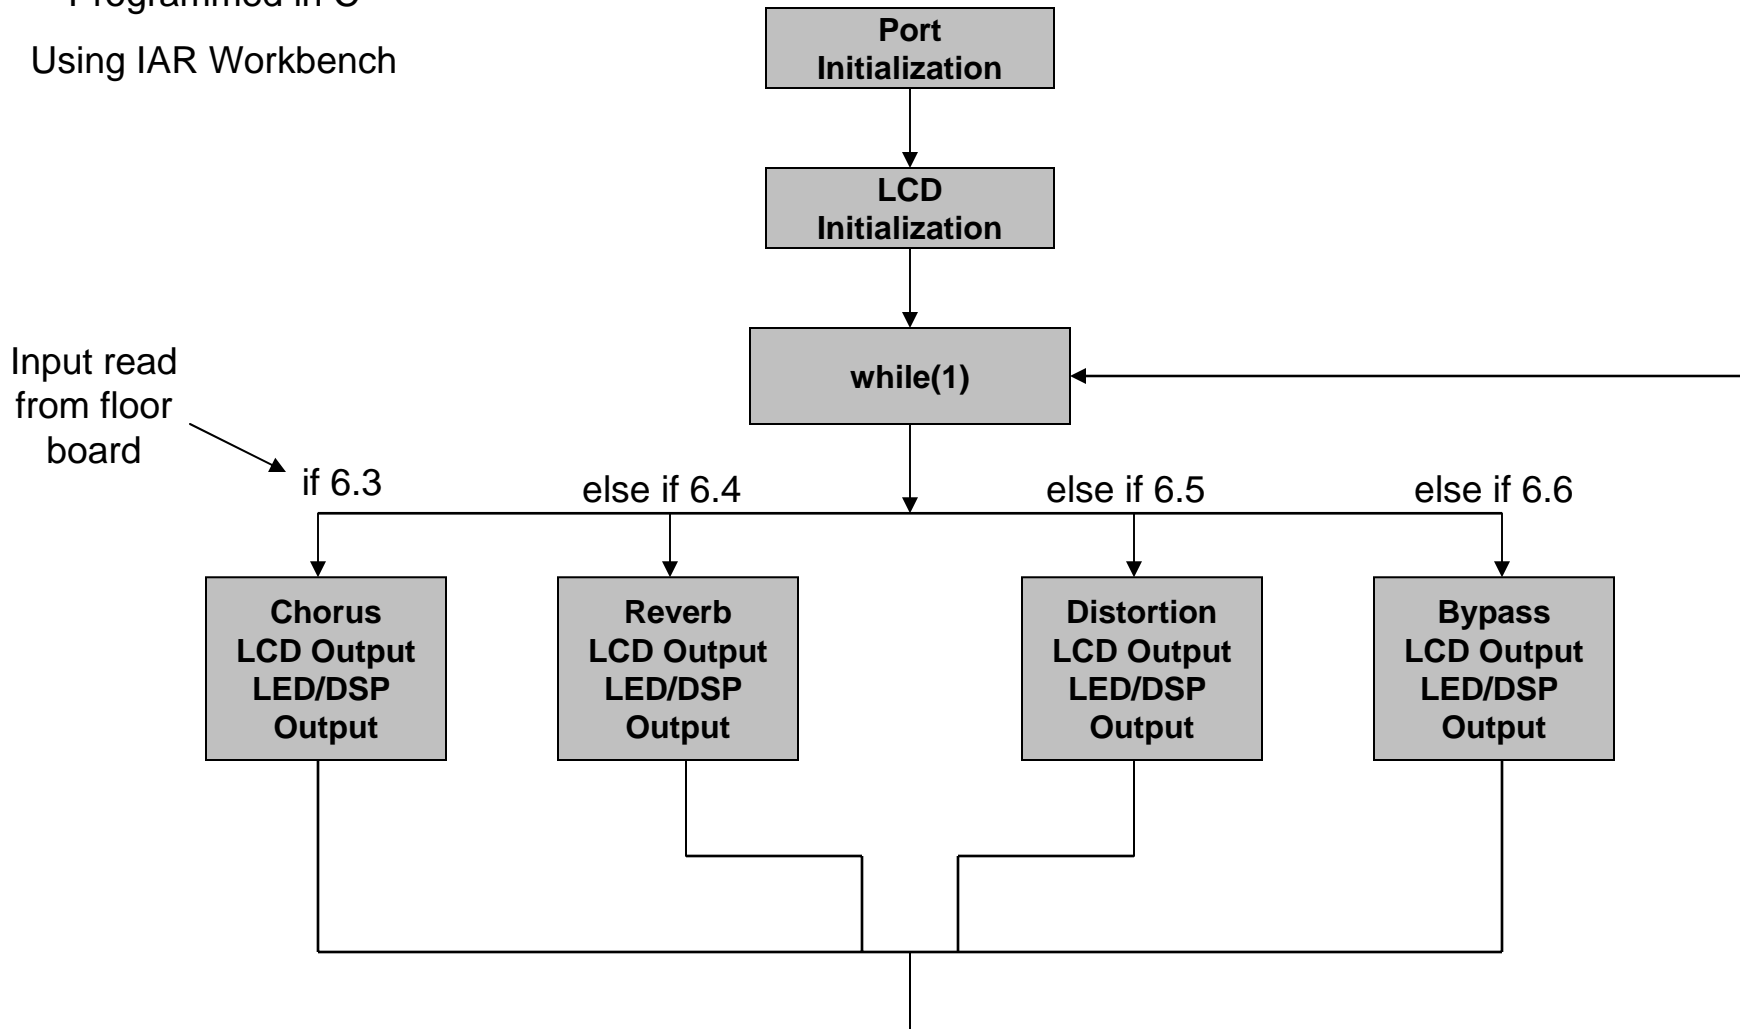 Programmed in C
Using IAR Workbench
Port
Initialization
LCD
Initialization
while(1)
Input read
from floor
board
if 6.3
else if 6.4
else if 6.5
else if 6.6
Chorus
LCD Output
LED/DSP
Output
Reverb
LCD Output
LED/DSP
Output
Distortion
LCD Output
LED/DSP
Output
Bypass
LCD Output
LED/DSP
Output